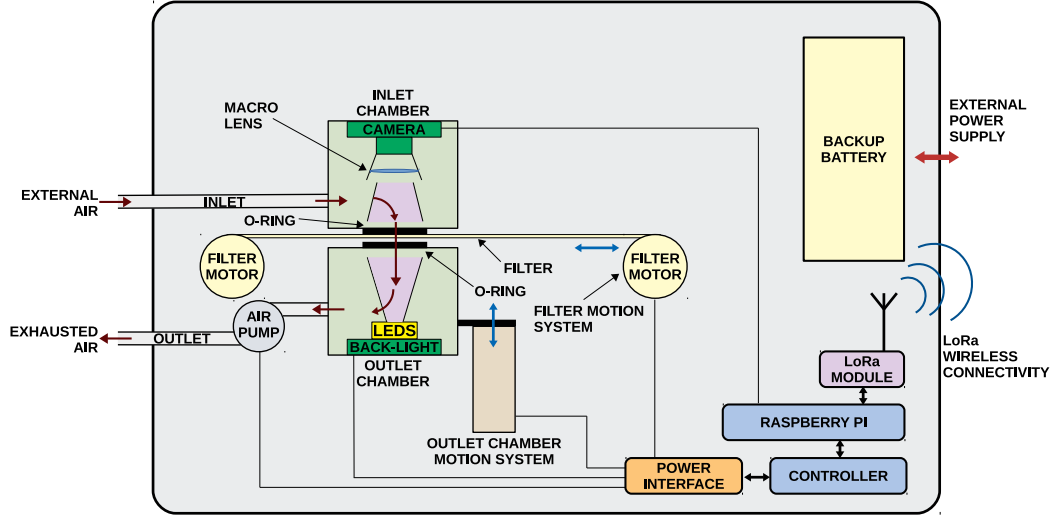 INLET
CHAMBER
MACRO
LENS
CAMERA
EXTERNAL
POWER
SUPPLY
BACKUP
BATTERY
EXTERNAL
AIR
INLET
O-RING
FILTER
MOTOR
FILTER
O-RING
FILTER
MOTOR
FILTER MOTION
SYSTEM
AIR
PUMP
EXHAUSTED
AIR
OUTLET
LEDS
BACK-LIGHT
OUTLET
CHAMBER
LoRa
WIRELESS
CONNECTIVITY
LoRa
MODULE
RASPBERRY PI
OUTLET CHAMBER
MOTION SYSTEM
POWER
INTERFACE
CONTROLLER